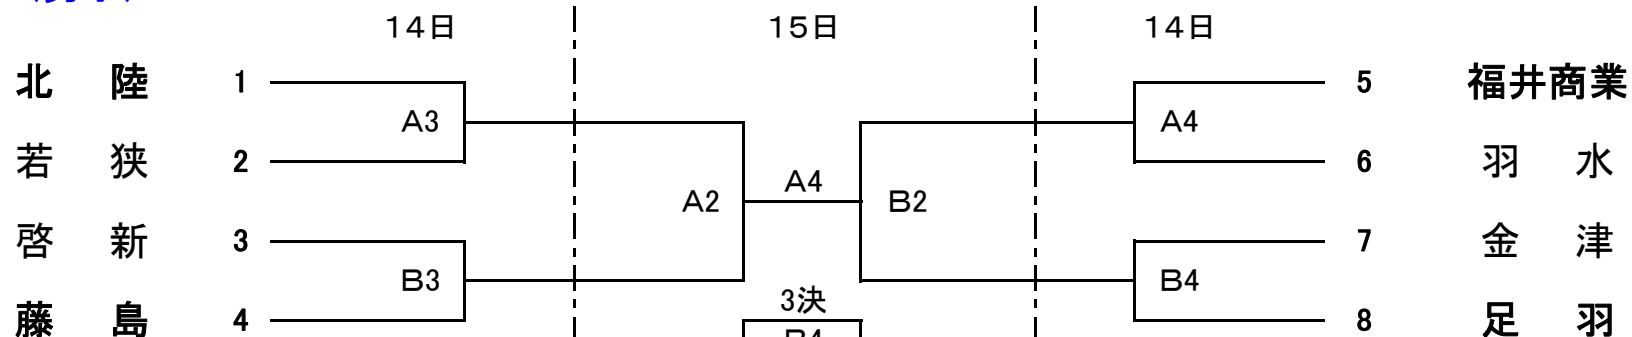 14日 15日 14日
北 陸 1 5 福井商業
A3 A4
若 狭 2 6 羽 水
A4
A2 B2
啓 新 3 7 金 津
B3 B4
3決
藤 島 4 8 足 羽
B4